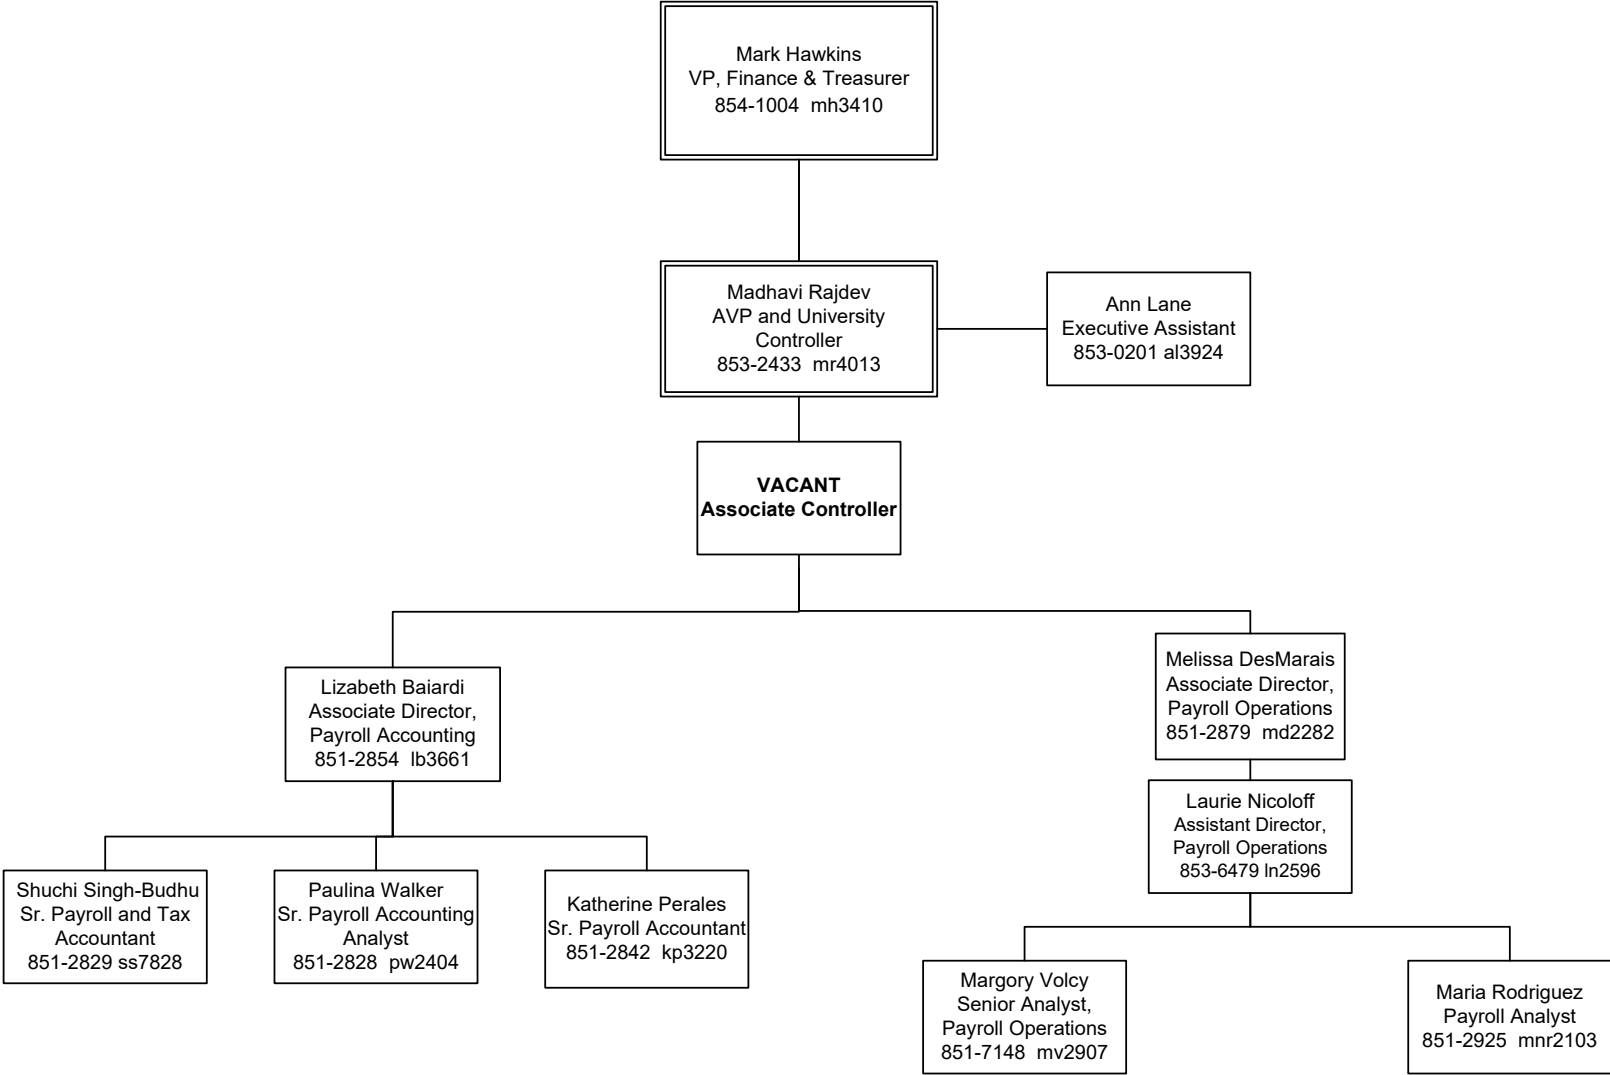 Mark Hawkins
VP, Finance & Treasurer
854-1004  mh3410
Madhavi Rajdev
AVP and University
Controller
853-2433  mr4013
Ann Lane
Executive Assistant
853-0201 al3924
VACANT
Associate Controller
Lizabeth Baiardi
Associate Director,
Payroll Accounting
851-2854  lb3661
Melissa DesMarais
Associate Director,
Payroll Operations
851-2879  md2282
Laurie Nicoloff
Assistant Director,
Payroll Operations
853-6479 ln2596
Shuchi Singh-Budhu
Sr. Payroll and Tax
Accountant
851-2829 ss7828
Paulina Walker
Sr. Payroll Accounting
Analyst
851-2828  pw2404
Katherine Perales
Sr. Payroll Accountant
851-2842  kp3220
Margory Volcy
Senior Analyst,
Payroll Operations
851-7148  mv2907
Maria Rodriguez
Payroll Analyst
851-2925  mnr2103